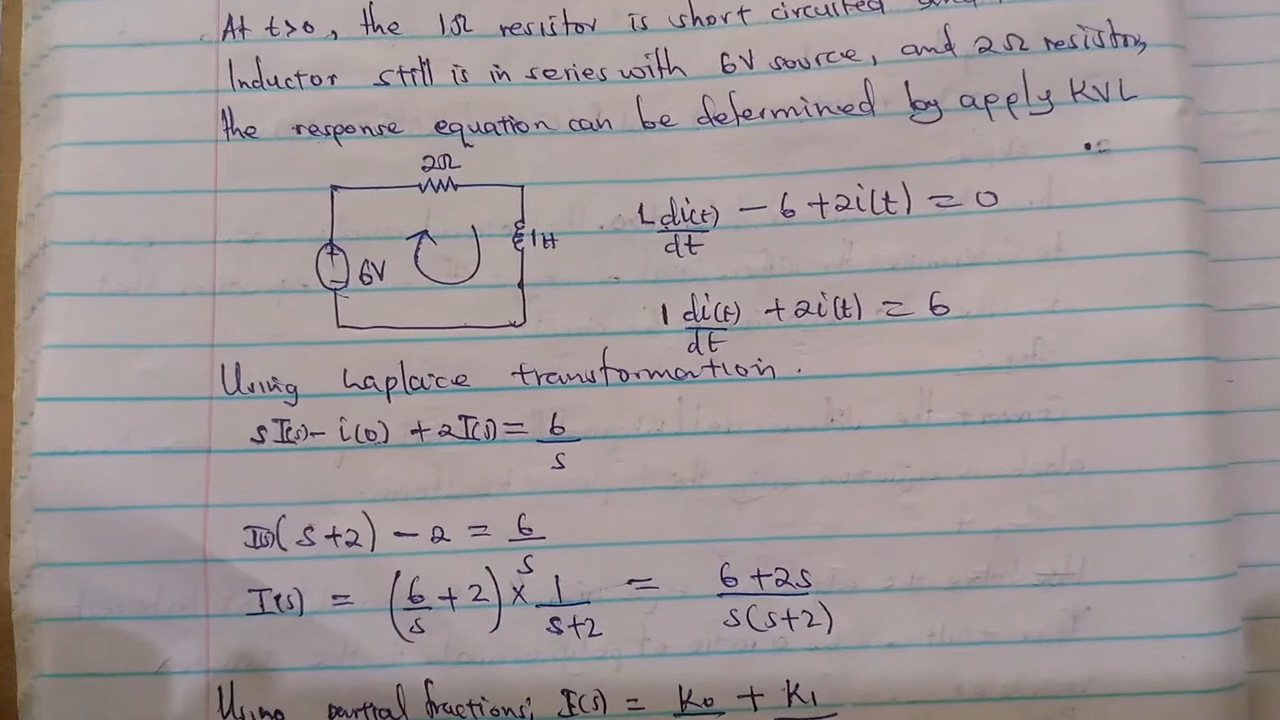 At t>0, the 1Ω resistor is short circuited
Inductor still is in series with 6V source, and 2Ω resistor,
the response equation can be determined by apply KVL
2Ω
1H
6V
1 di(t)/dt - 6 + 2i(t) = 0
1 di(t)/dt + 2i(t) = 6
Using Laplaice transformation.
sI(s) - i(0) + 2I(s) = 6/s
I(s)(s+2) - 2 = 6/s
I(s) = (6/s + 2) × 1/(s+2) = (6+2s)/(s(s+2))
Using partial fractions; I(s) = K0 + K1